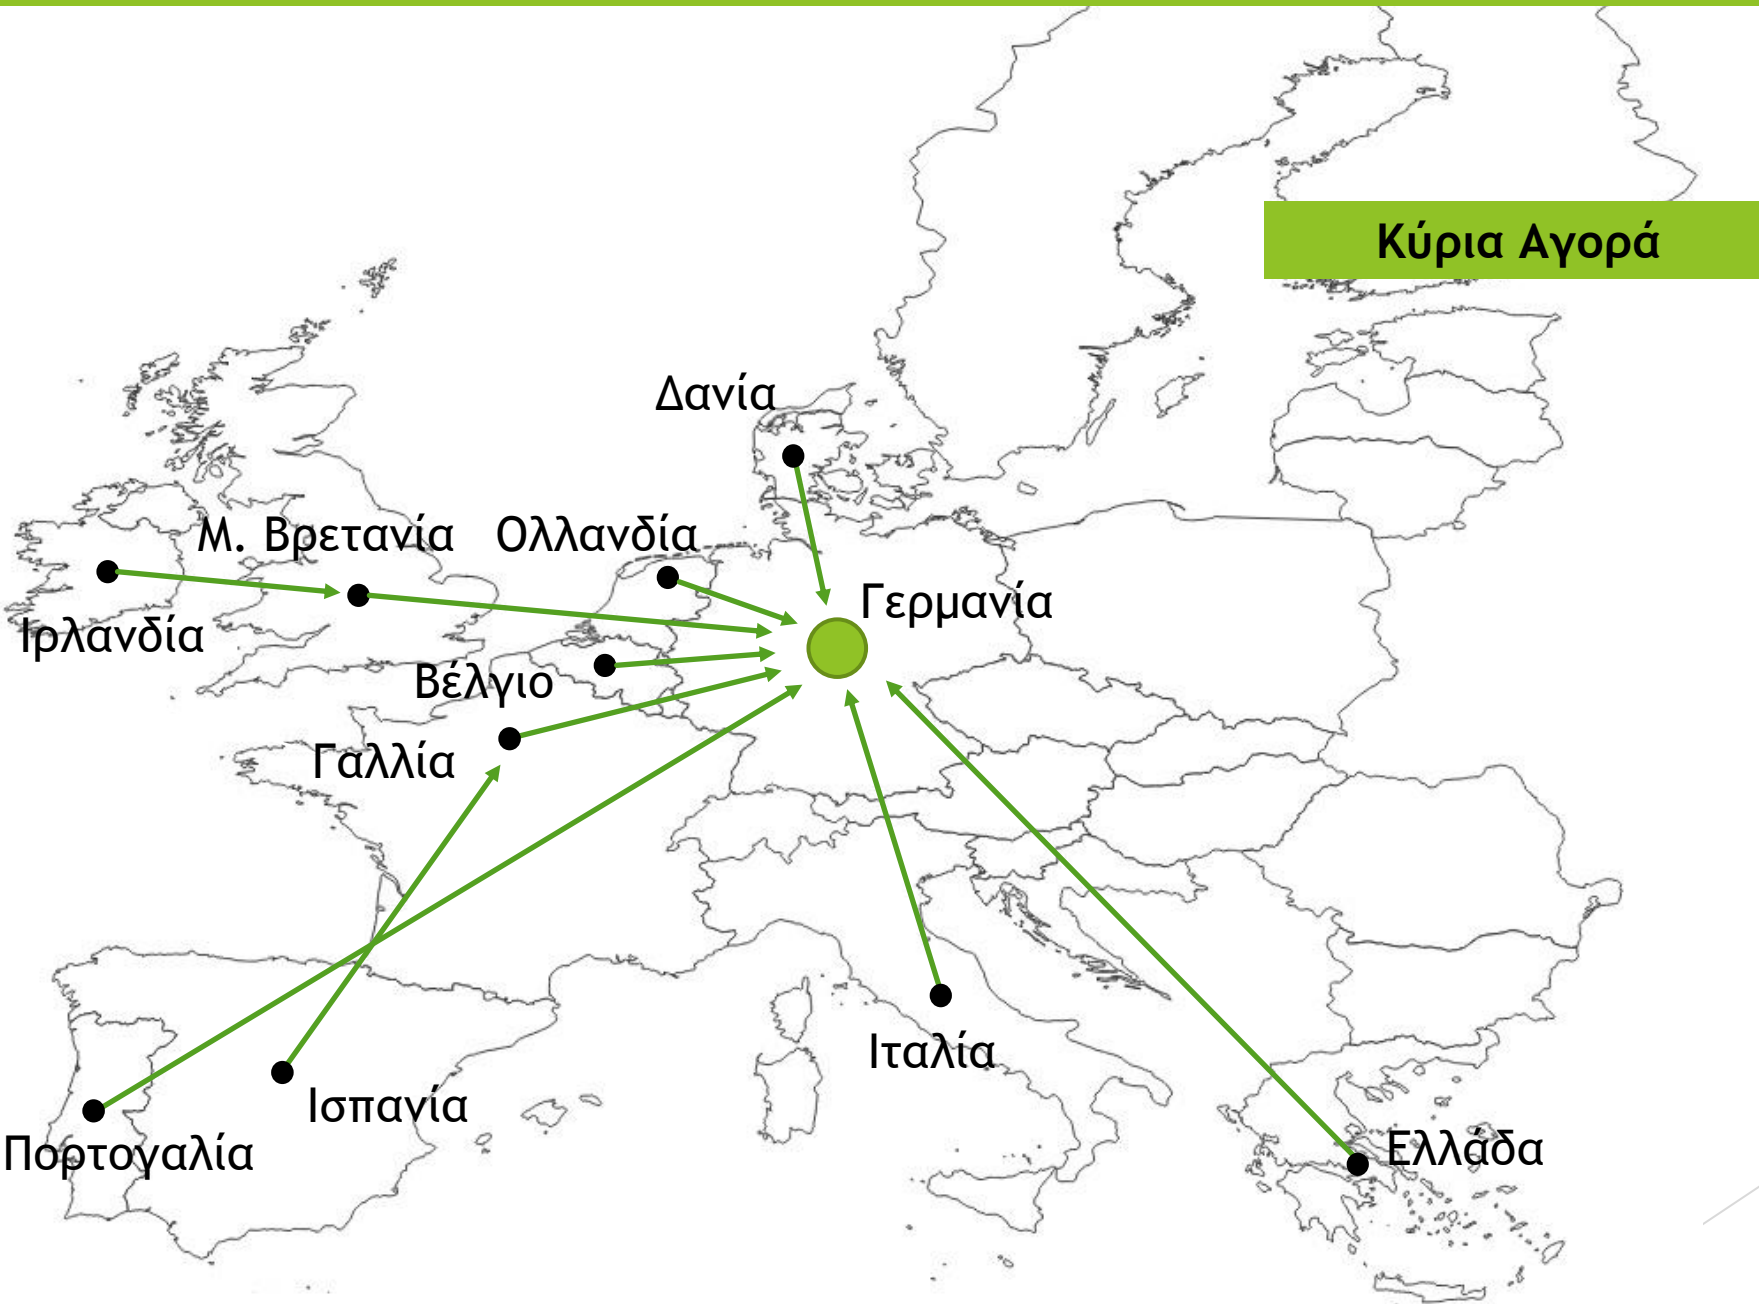 Κύρια Αγορά
Δανία
Μ. Βρετανία
Ολλανδία
Γερμανία
Ιρλανδία
Βέλγιο
Γαλλία
Ιταλία
Ισπανία
Πορτογαλία
Ελλάδα